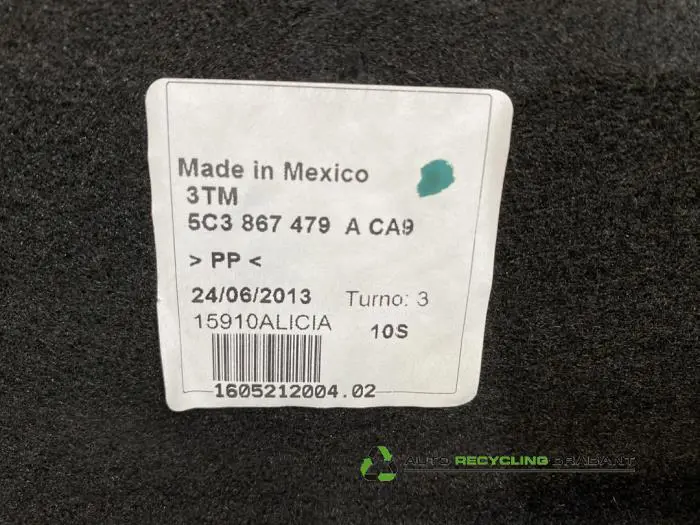 Made in Mexico
3TM
5C3 867 479 A CA9
> PP <
24/06/2013 Turno: 3
15910ALICIA 10S
1605212004.02
AUTO RECYCLING BRABANT